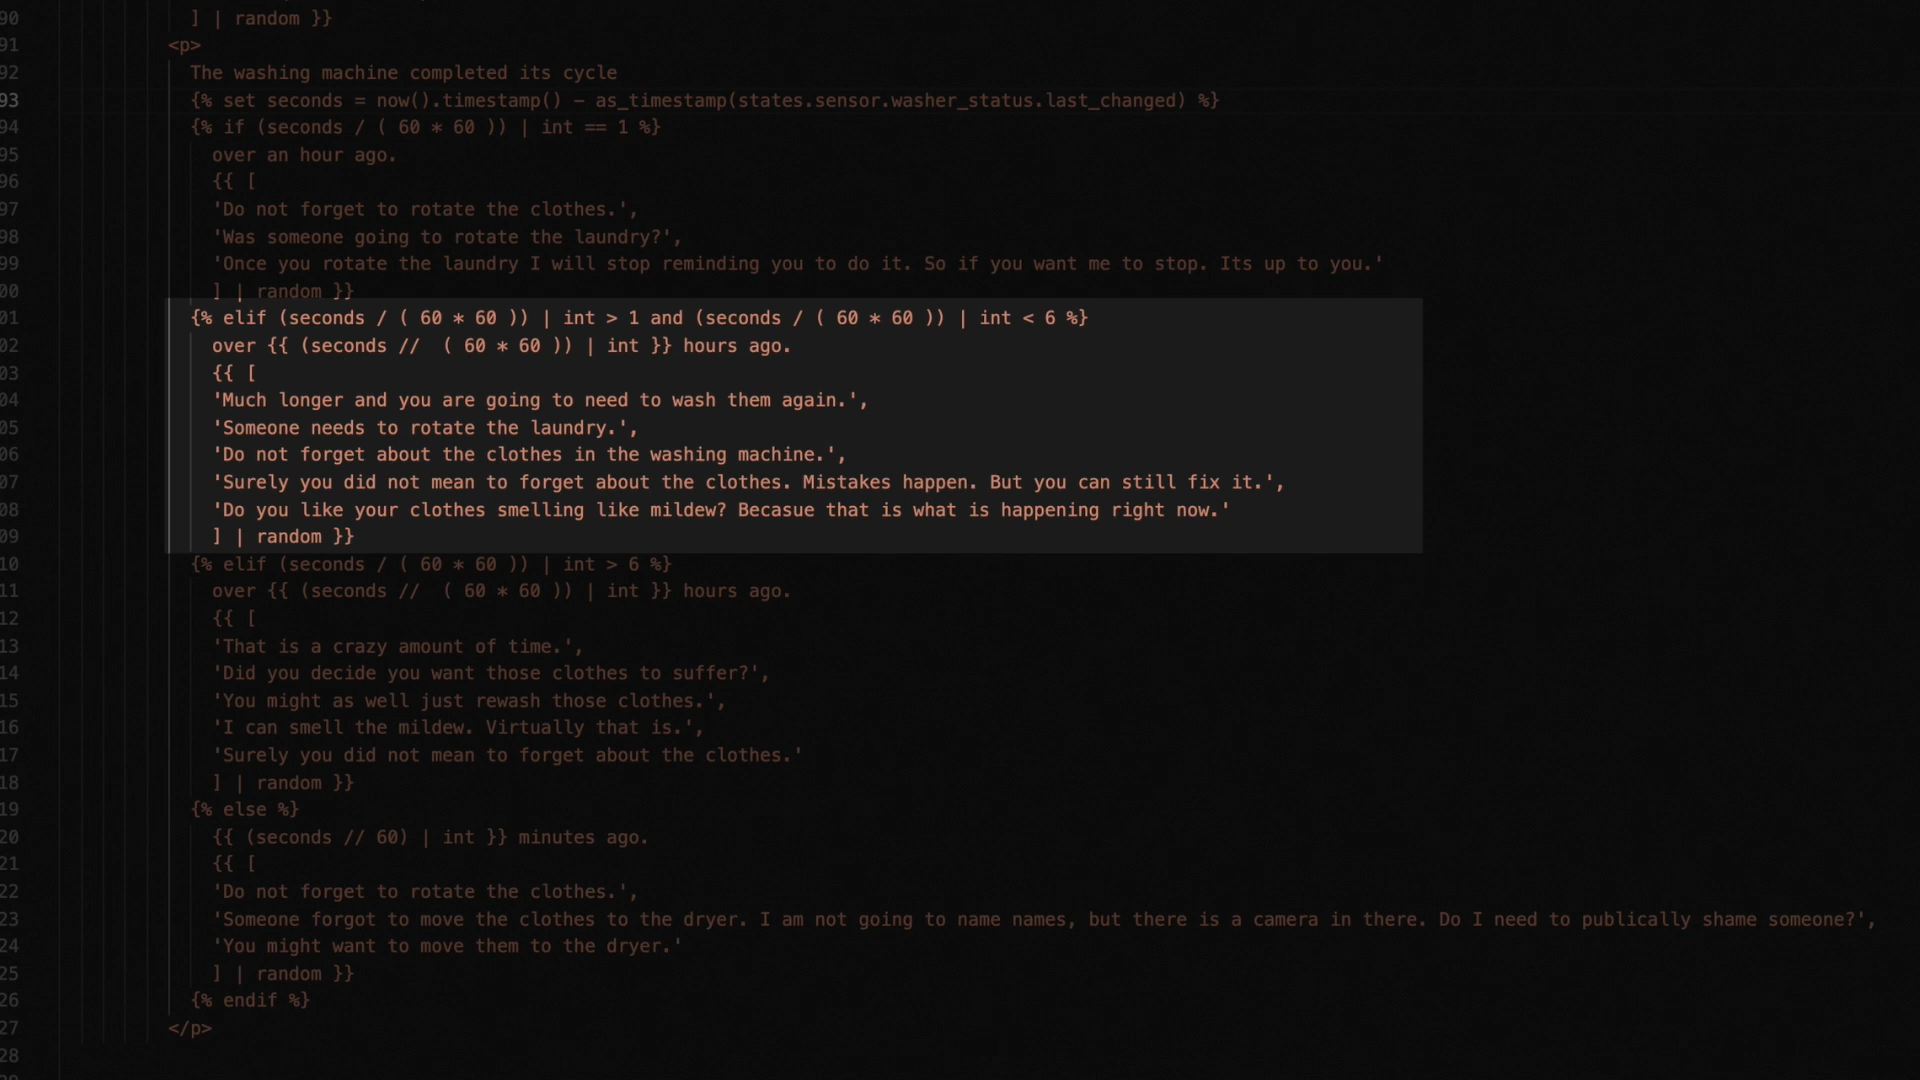 90 ] | random }}
91 <p>
92 The washing machine completed its cycle
93 {% set seconds = now().timestamp() - as_timestamp(states.sensor.washer_status.last_changed) %}
94 {% if (seconds / ( 60 * 60 )) | int == 1 %}
95 over an hour ago.
96 {{ [
97 'Do not forget to rotate the clothes.',
98 'Was someone going to rotate the laundry?',
99 'Once you rotate the laundry I will stop reminding you to do it. So if you want me to stop. Its up to you.'
00 ] | random }}
01 {% elif (seconds / ( 60 * 60 )) | int > 1 and (seconds / ( 60 * 60 )) | int < 6 %}
02 over {{ (seconds //  ( 60 * 60 )) | int }} hours ago.
03 {{ [
04 'Much longer and you are going to need to wash them again.',
05 'Someone needs to rotate the laundry.',
06 'Do not forget about the clothes in the washing machine.',
07 'Surely you did not mean to forget about the clothes. Mistakes happen. But you can still fix it.',
08 'Do you like your clothes smelling like mildew? Becasue that is what is happening right now.'
09 ] | random }}
10 {% elif (seconds / ( 60 * 60 )) | int > 6 %}
11 over {{ (seconds //  ( 60 * 60 )) | int }} hours ago.
12 {{ [
13 'That is a crazy amount of time.',
14 'Did you decide you want those clothes to suffer?',
15 'You might as well just rewash those clothes.',
16 'I can smell the mildew. Virtually that is.',
17 'Surely you did not mean to forget about the clothes.'
18 ] | random }}
19 {% else %}
20 {{ (seconds // 60) | int }} minutes ago.
21 {{ [
22 'Do not forget to rotate the clothes.',
23 'Someone forgot to move the clothes to the dryer. I am not going to name names, but there is a camera in there. Do I need to publically shame someone?',
24 'You might want to move them to the dryer.'
25 ] | random }}
26 {% endif %}
27 </p>
28